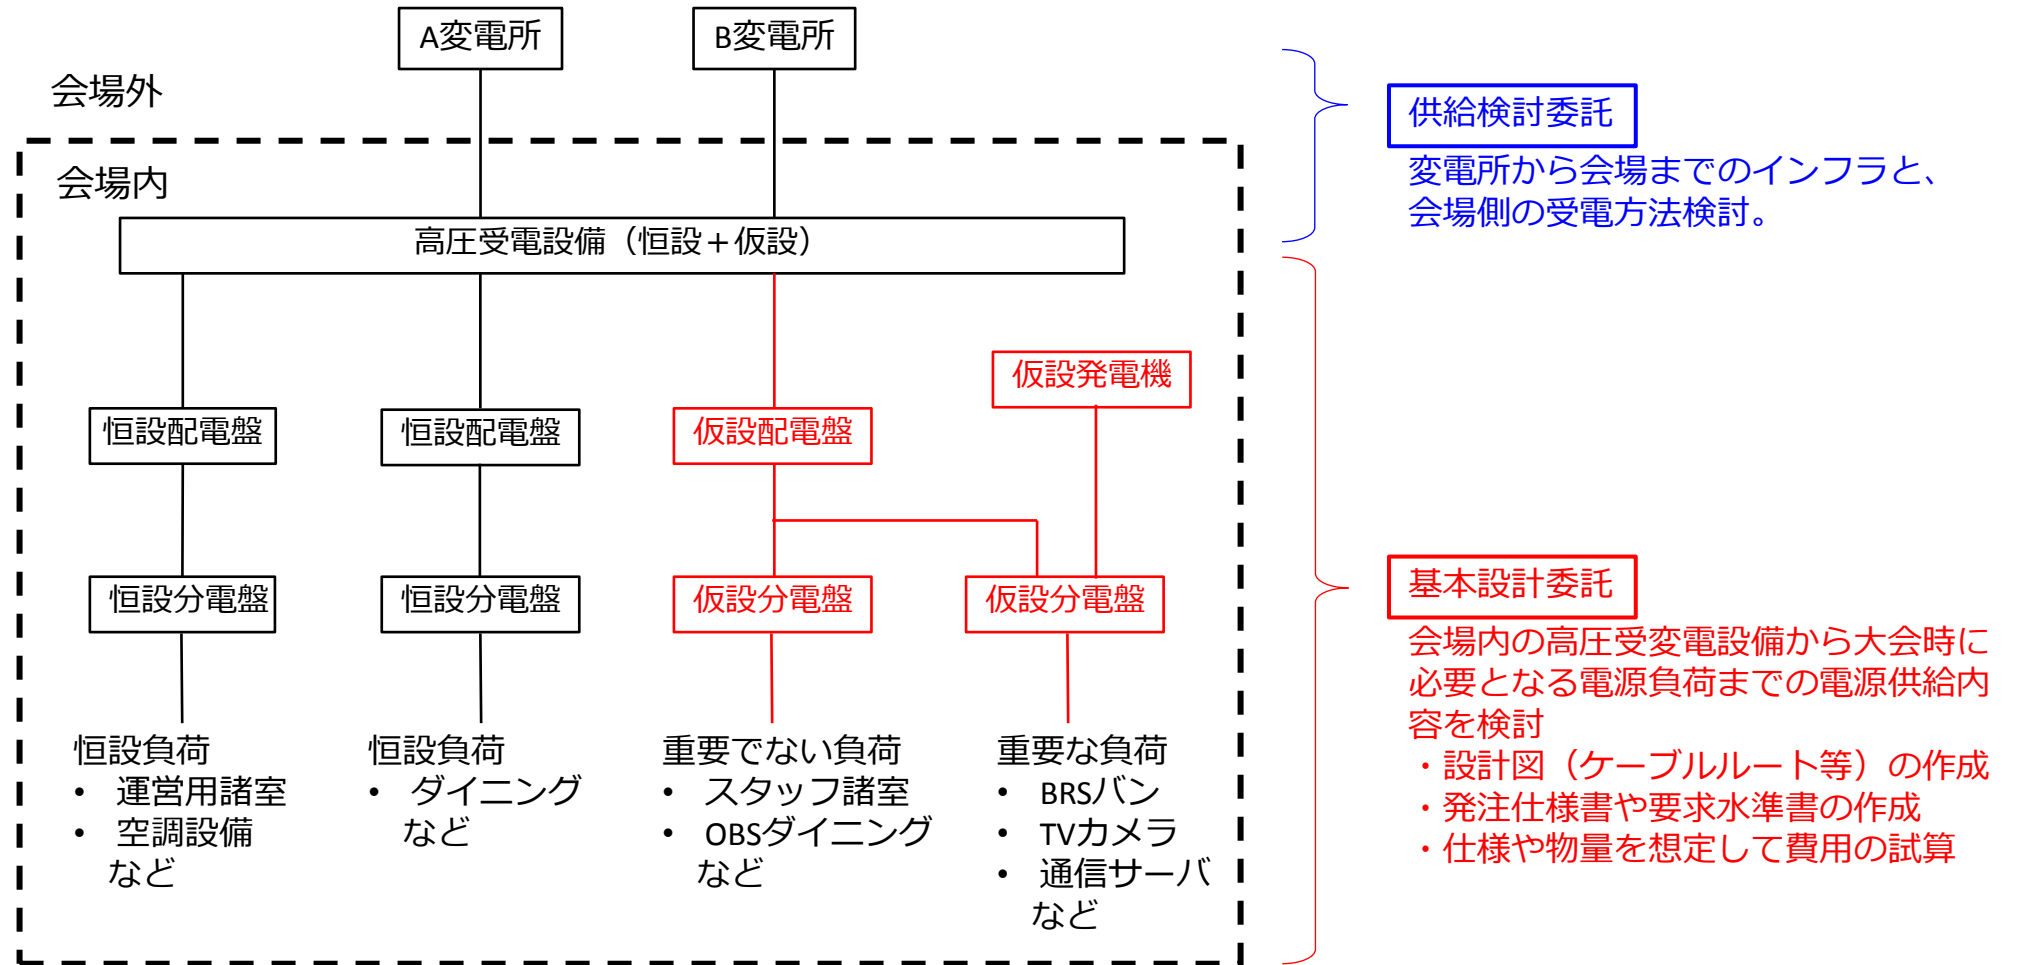 A変電所
B変電所
会場外
会場内
高圧受電設備（恒設＋仮設）
仮設発電機
恒設配電盤
恒設配電盤
仮設配電盤
恒設分電盤
恒設分電盤
仮設分電盤
仮設分電盤
恒設負荷
• 運営用諸室
• 空調設備
など
恒設負荷
• ダイニング
など
重要でない負荷
• スタッフ諸室
• OBSダイニング
など
重要な負荷
• BRSバン
• TVカメラ
• 通信サーバ
など
供給検討委託
変電所から会場までのインフラと、
会場側の受電方法検討。
基本設計委託
会場内の高圧受変電設備から大会時に
必要となる電源負荷までの電源供給内
容を検討
・設計図（ケーブルルート等）の作成
・発注仕様書や要求水準書の作成
・仕様や物量を想定して費用の試算